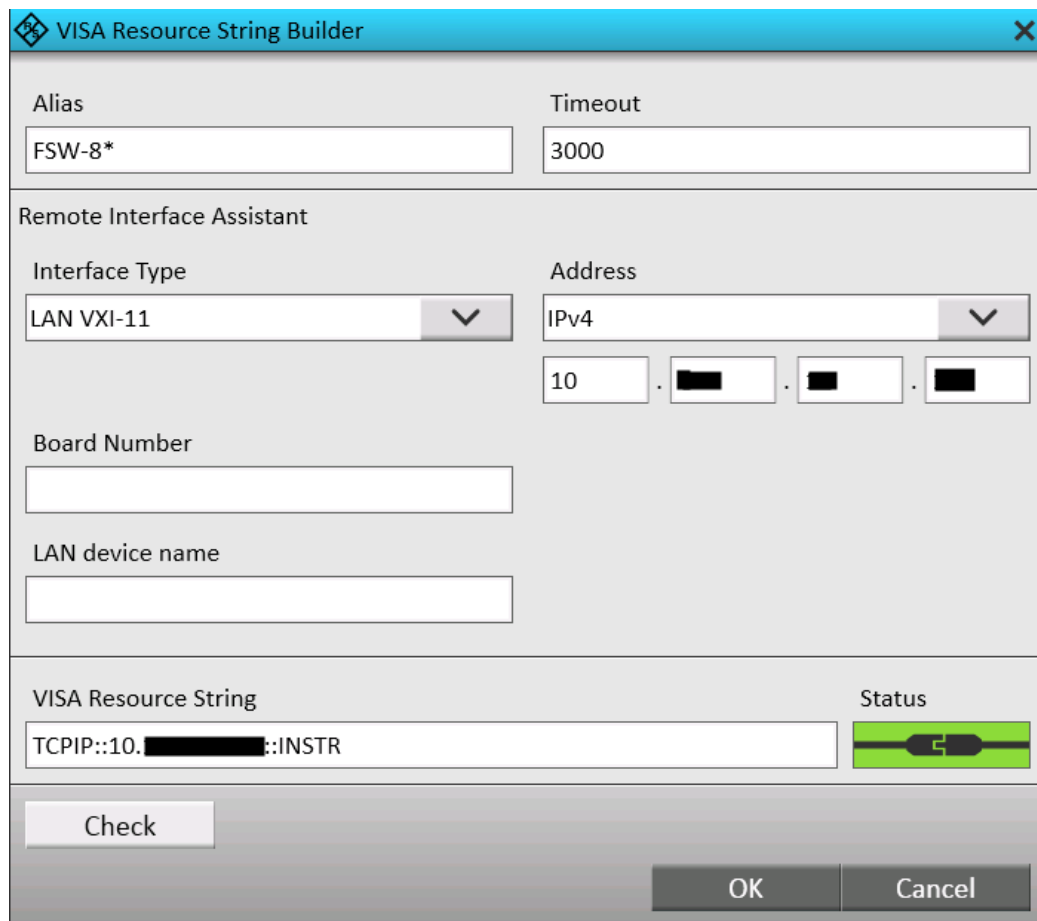 VISA Resource String Builder
Alias
Timeout
FSW-8*
3000
Remote Interface Assistant
Interface Type
Address
LAN VXI-11
IPv4
10 . . .
Board Number
LAN device name
VISA Resource String
Status
TCPIP::10. ::INSTR
Check
OK
Cancel